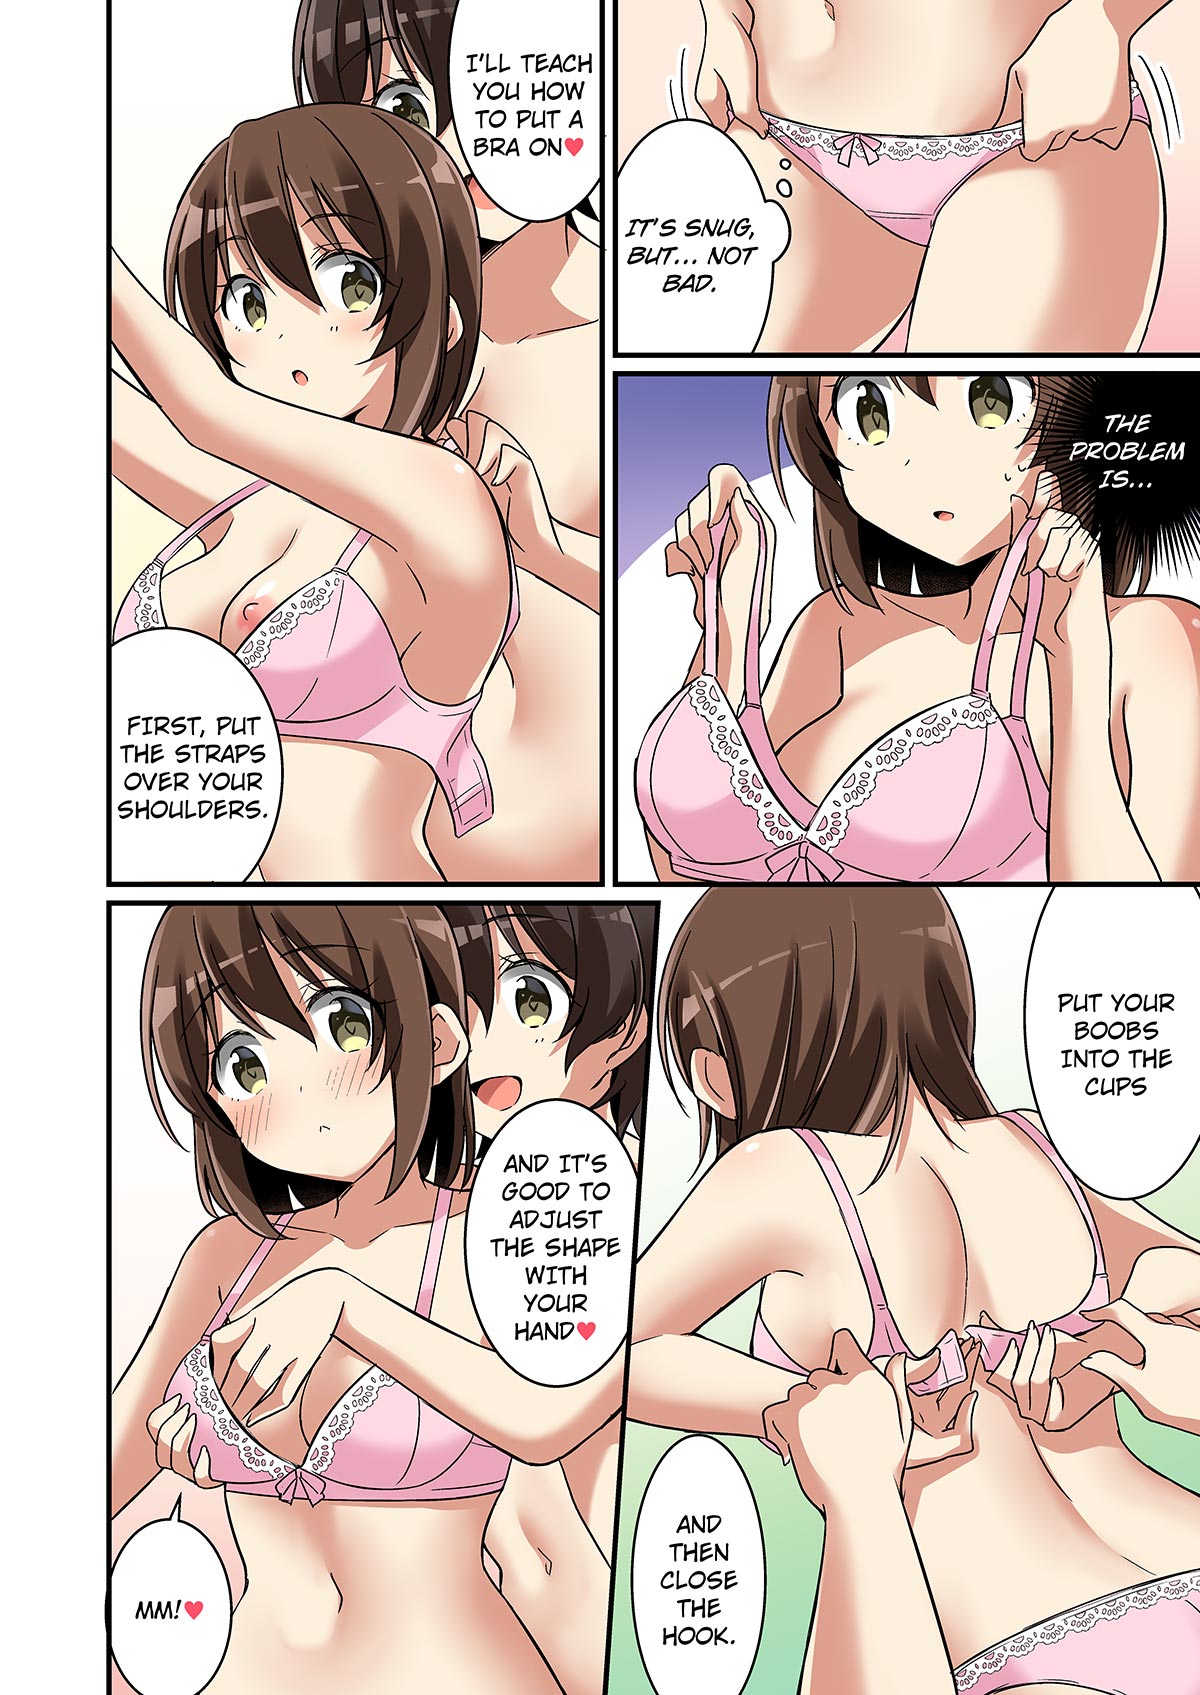 IT'S SNUG,
BUT... NOT
BAD.
THE
PROBLEM
IS...
I'LL TEACH
YOU HOW
TO PUT A
BRA ON♥
FIRST, PUT
THE STRAPS
OVER YOUR
SHOULDERS.
PUT YOUR
BOOBS
INTO THE
CUPS
AND
THEN
CLOSE
THE
HOOK.
AND IT'S
GOOD TO
ADJUST
THE SHAPE
WITH
YOUR
HAND♥
MM!♥